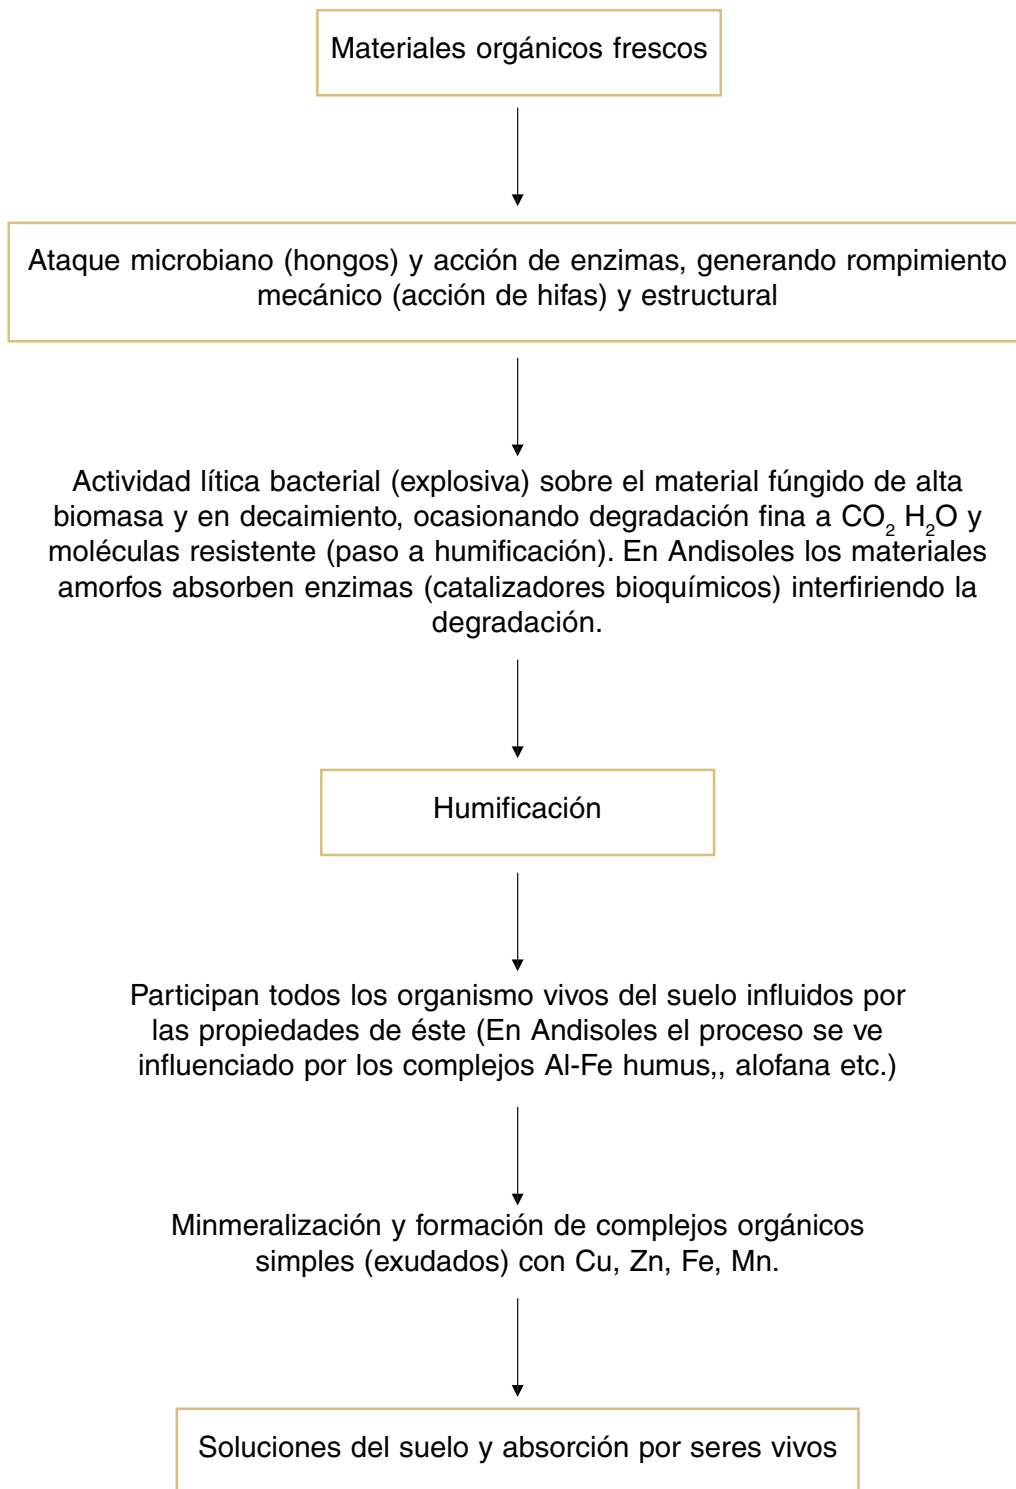 Materiales orgánicos frescos
Ataque microbiano (hongos) y acción de enzimas, generando rompimiento
mecánico (acción de hifas) y estructural
Actividad lítica bacterial (explosiva) sobre el material fúngido de alta
biomasa y en decaimiento, ocasionando degradación fina a CO₂ H₂O y
moléculas resistente (paso a humificación). En Andisoles los materiales
amorfos absorben enzimas (catalizadores bioquímicos) interfiriendo la
degradación.
Humificación
Participan todos los organismo vivos del suelo influidos por
las propiedades de éste (En Andisoles el proceso se ve
influenciado por los complejos Al-Fe humus,, alofana etc.)
Minmeralización y formación de complejos orgánicos
simples (exudados) con Cu, Zn, Fe, Mn.
Soluciones del suelo y absorción por seres vivos